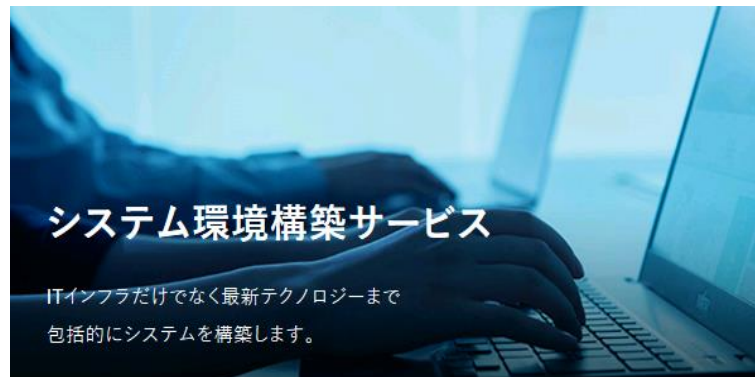 システム環境構築サービス
ITインフラだけでなく最新テクノロジーまで
包括的にシステムを構築します。